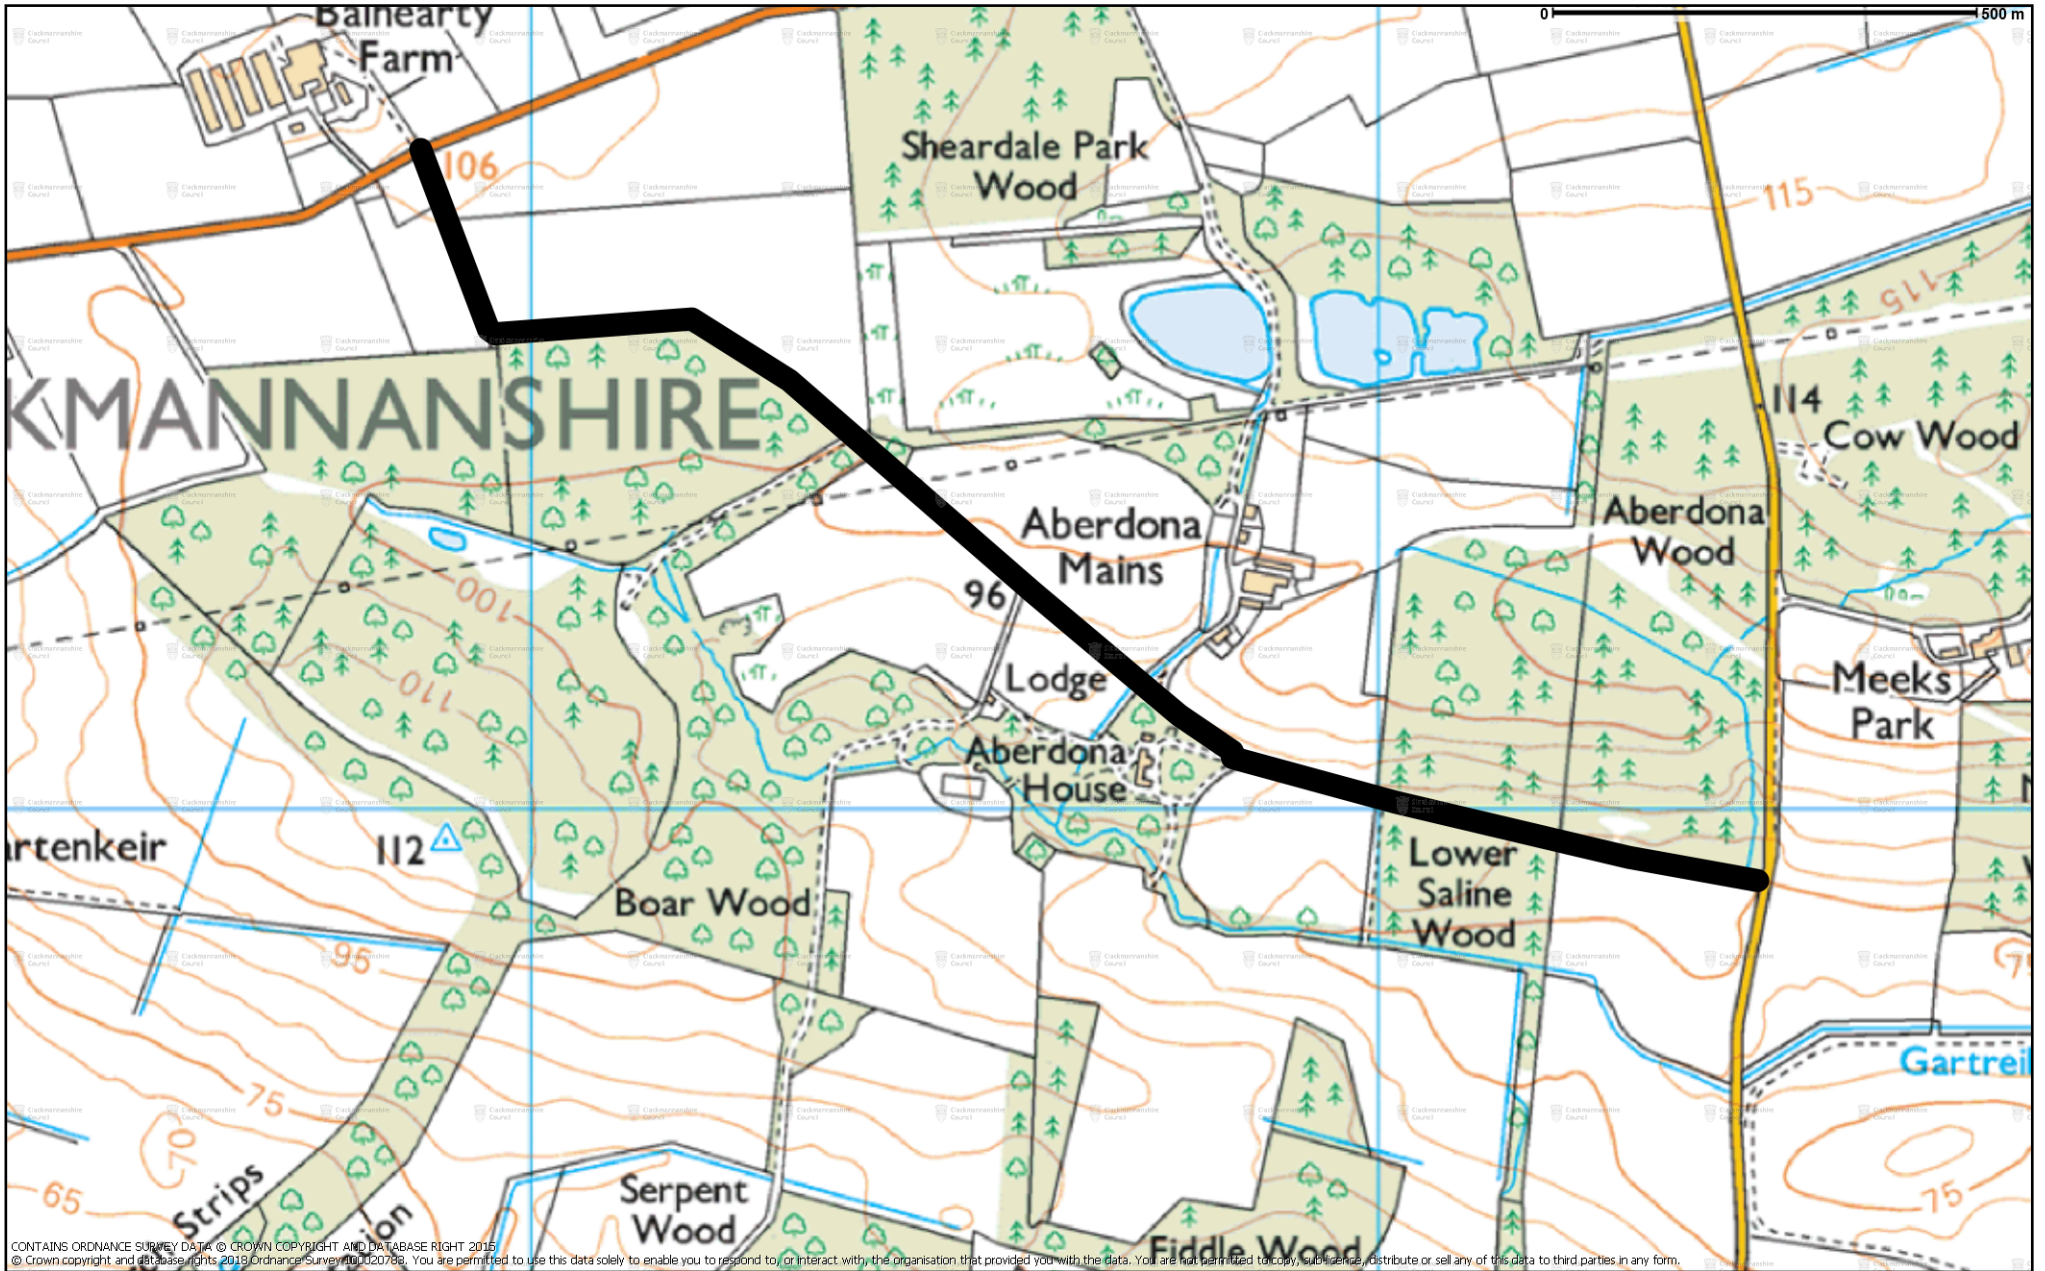 Balnearty
Farm
0 500 m
106
Sheardale Park
Wood
115
115
KMANNANSHIRE
114
Cow Wood
Aberdona
Wood
Aberdona
Mains
96
100
110
Lodge
Meeks
Park
Aberdona
House
112
artenkeir
Boar Wood
Lower
Saline
Wood
95
75
Gartreil
75
70
65
Strips
Serpent
Wood
75
Fiddle Wood
CONTAINS ORDNANCE SURVEY DATA © CROWN COPYRIGHT AND DATABASE RIGHT 2015
© Crown copyright and database rights 2018 Ordnance Survey 100020783. You are permitted to use this data solely to enable you to respond to, or interact with, the organisation that provided you with the data. You are not permitted to copy, sub-licence, distribute or sell any of this data to third parties in any form.
Clackmannanshire
Council